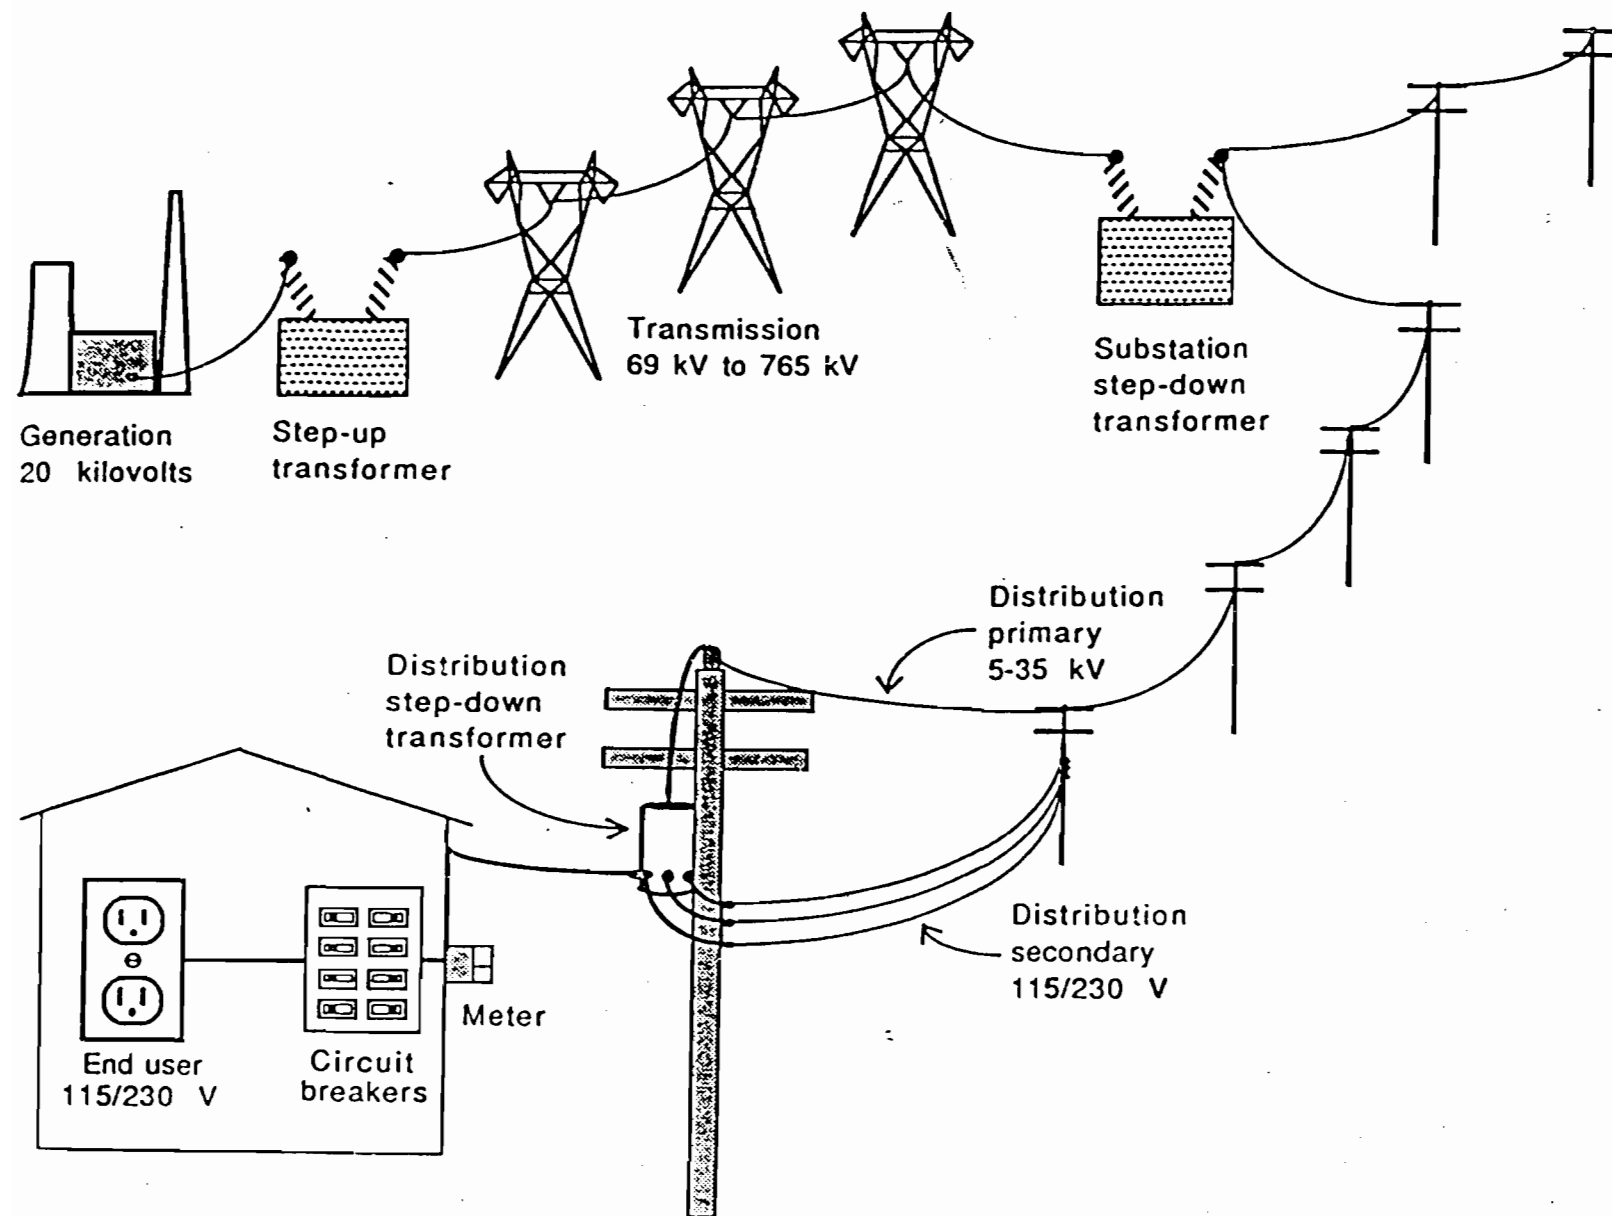 Transmission
69 kV to 765 kV
Substation
step-down
transformer
Generation
20 kilovolts
Step-up
transformer
Distribution
primary
5-35 kV
Distribution
step-down
transformer
Distribution
secondary
115/230 V
Meter
End user
115/230 V
Circuit
breakers